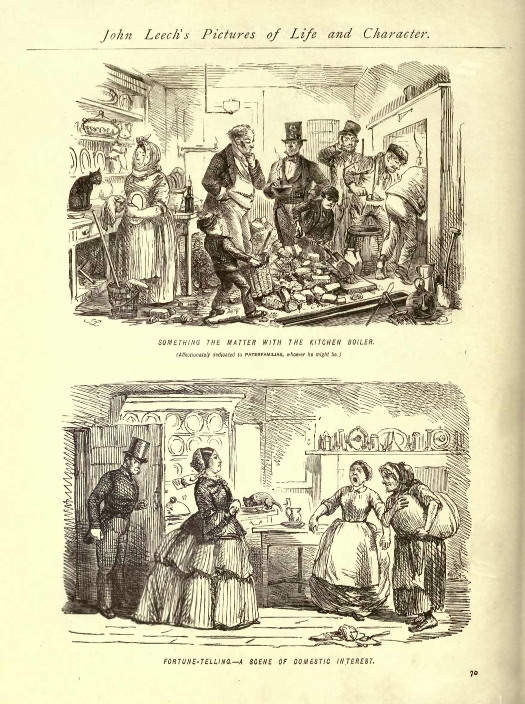 John Leech's Pictures of Life and Character.
SOMETHING THE MATTER WITH THE KITCHEN BOILER.
(Affectionately dedicated to PATERFAMILIAS, whoever he might be.)
FORTUNE-TELLING.—A SCENE OF DOMESTIC INTEREST.
70